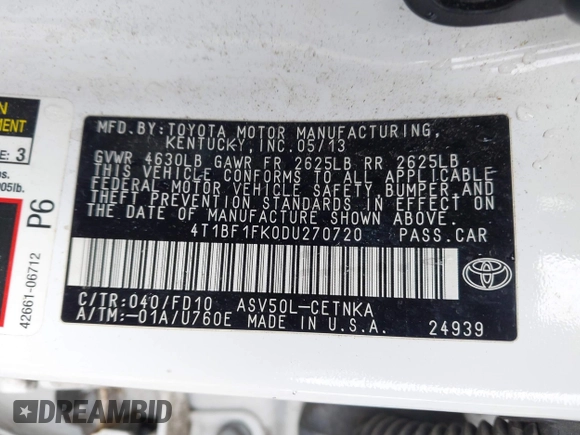 MFD.BY:TOYOTA MOTOR MANUFACTURING,
KENTUCKY,INC.05/13
GVWR 4630LB GAWR FR 2625LB RR 2625LB
THIS VEHICLE CONFORMS TO ALL APPLICABLE
FEDERAL MOTOR VEHICLE SAFETY,BUMPER,AND
THEFT PREVENTION STANDARDS IN EFFECT ON
THE DATE OF MANUFACTURE SHOWN ABOVE.
4T1BF1FK0DU270720 PASS.CAR
C/TR:040/FD10 ASV50L-CETNKA
A/TM:-01A/U760E MADE IN U.S.A.
24939
TOYOTA
3
005lb.
P6
42661-06712
DREAMBID